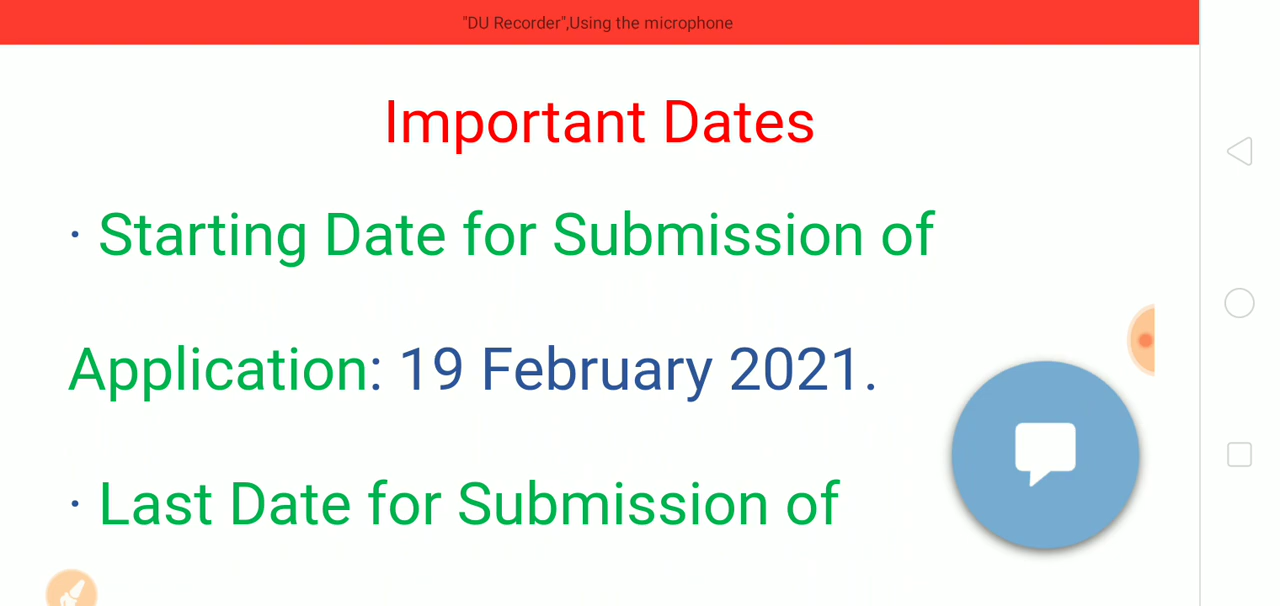 "DU Recorder",Using the microphone
Important Dates
· Starting Date for Submission of
Application: 19 February 2021.
· Last Date for Submission of